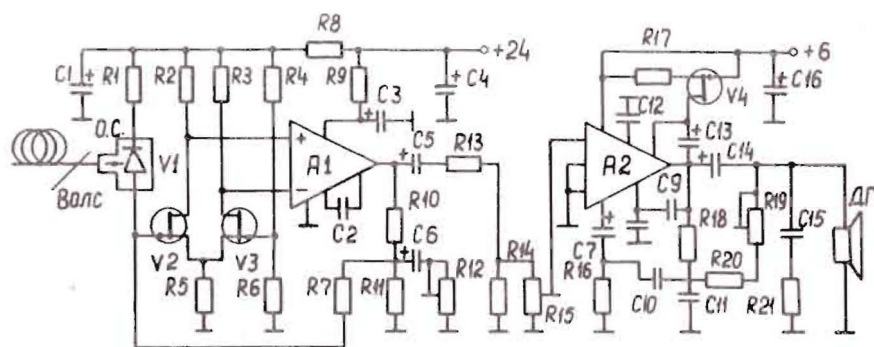 R8
+24
R17
+6
C1
+
R1
R2
R3
R4
R9
+
C4
V4
+
C16
О.С.
+
C3
C12
V1
+
A1
C5
R13
A2
+
C13
C14
Волс
−
R10
C9
R19
ДГ
V2
V3
C2
C6
+
C7
R18
C15
R5
R6
R7
R11
R12
R14
R15
R16
R20
C10
C11
R21